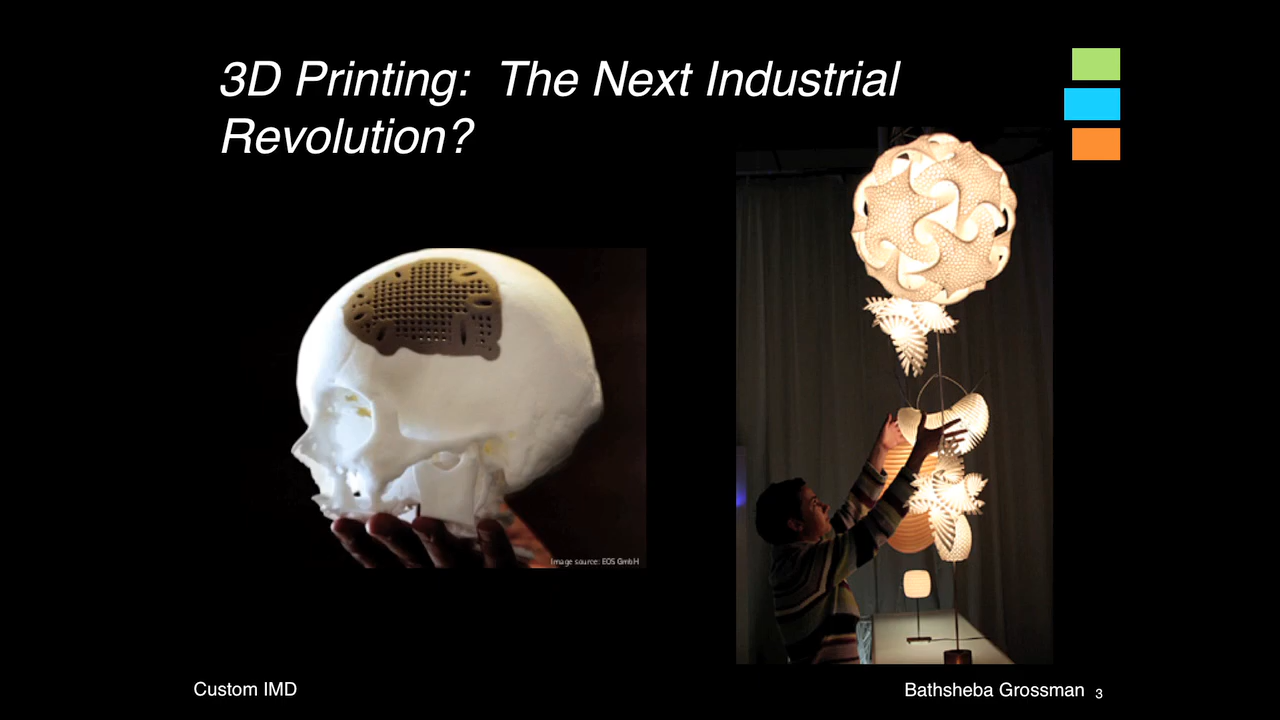 3D Printing:  The Next Industrial
Revolution?
Image source: EOS GmbH
Custom IMD
Bathsheba Grossman
3